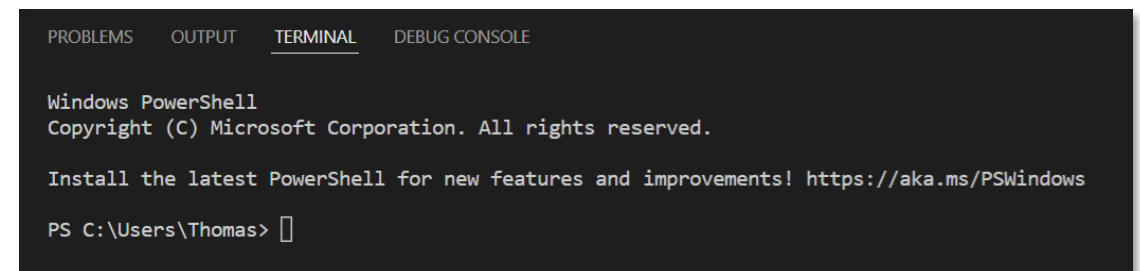 PROBLEMS OUTPUT TERMINAL DEBUG CONSOLE
Windows PowerShell
Copyright (C) Microsoft Corporation. All rights reserved.
Install the latest PowerShell for new features and improvements! https://aka.ms/PSWindows
PS C:\Users\Thomas>